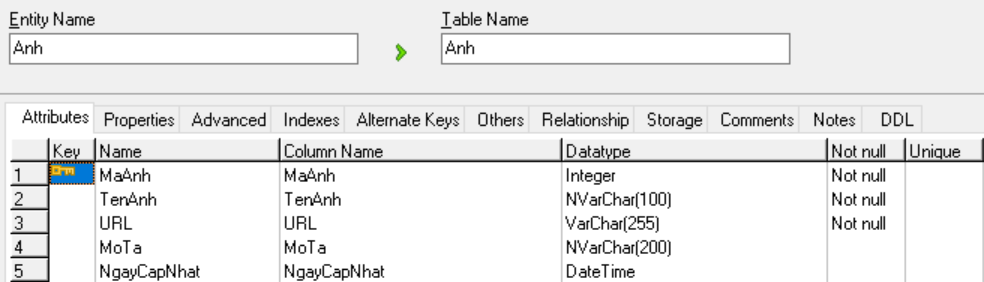 Entity Name Table Name
Anh Anh
Attributes Properties Advanced Indexes Alternate Keys Others Relationship Storage Comments Notes DDL
Key Name Column Name Datatype Not null Unique
1 MaAnh MaAnh Integer Not null
2 TenAnh TenAnh NVarChar(100) Not null
3 URL URL VarChar(255) Not null
4 MoTa MoTa NVarChar(200)
5 NgayCapNhat NgayCapNhat DateTime